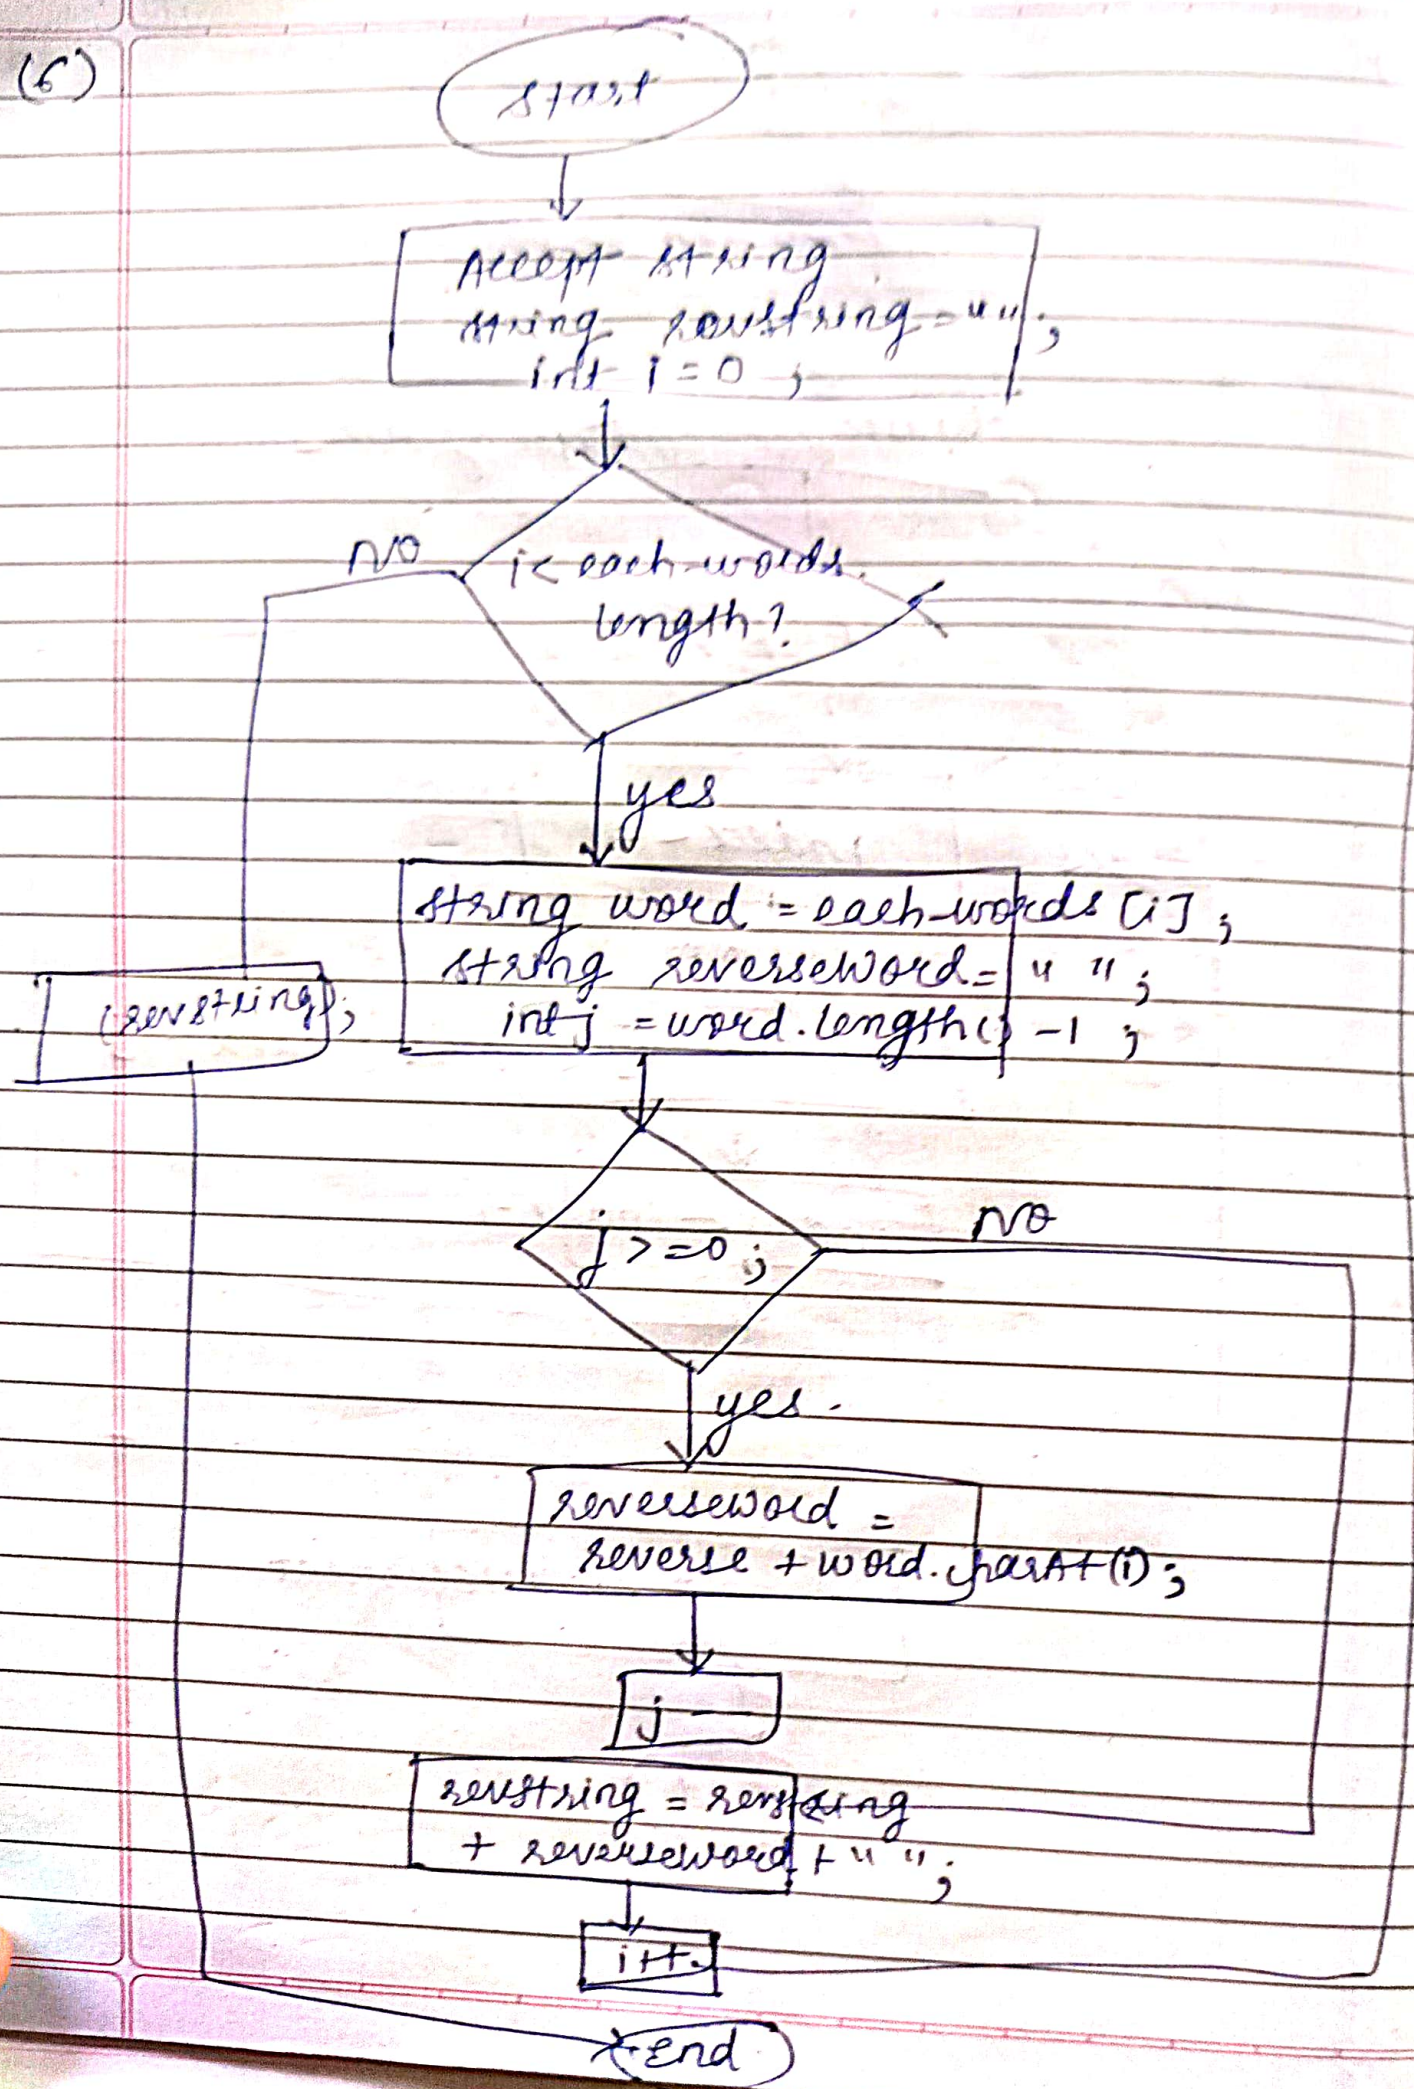 (6)
start
Accept string
string revstring = "";
int i = 0 ;
NO
i< each-words.
length?
yes
string word = each-words [i] ;
string reverseWord = " " ;
(revstring);
int j = word.length() -1 ;
j >=0 ;
NO
yes.
reverseword =
reverse + word.charAt(i) ;
j --
revstring = revstring
+ reverseword + " " ;
i++
End